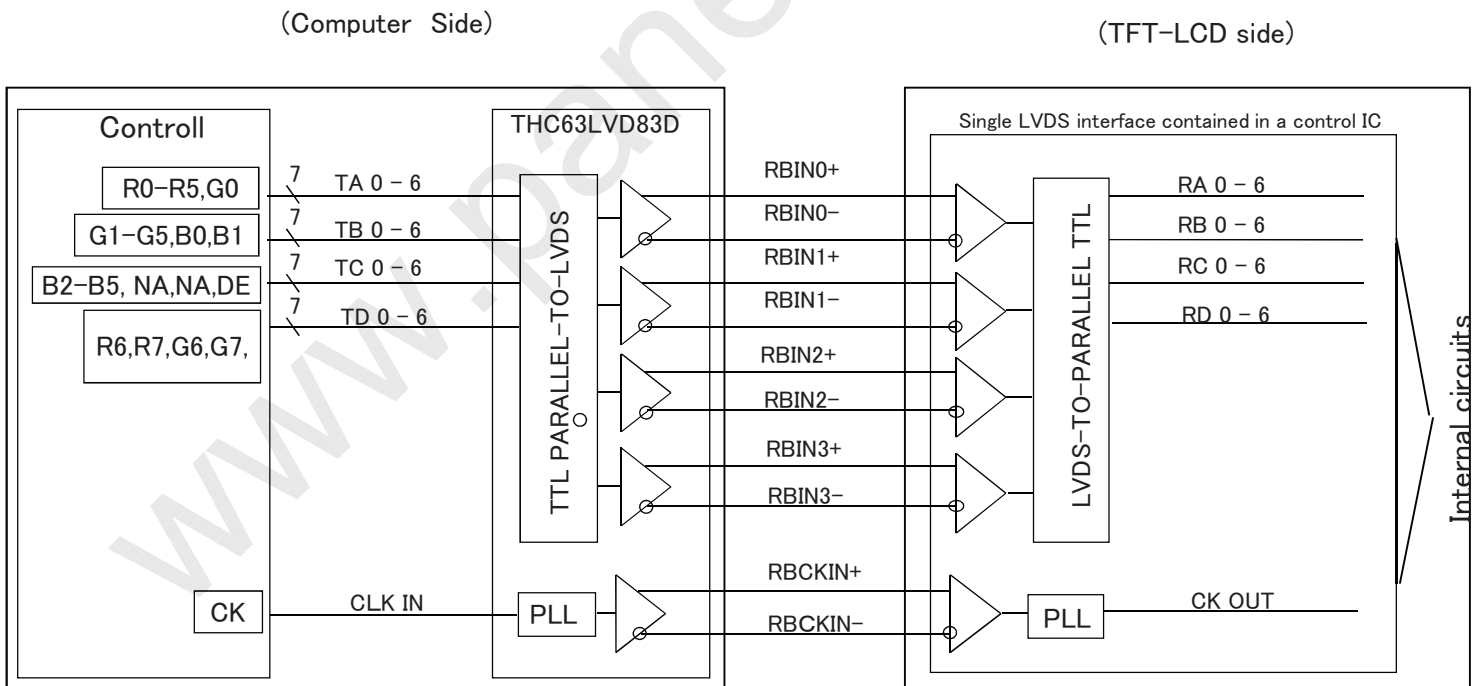 (Computer Side)
(TFT-LCD side)
Controll
THC63LVD83D
Single LVDS interface contained in a control IC
R0-R5,G0
7
TA 0 - 6
G1-G5,B0,B1
7
TB 0 - 6
B2-B5, NA,NA,DE
7
TC 0 - 6
R6,R7,G6,G7,
7
TD 0 - 6
TTL PARALLEL-TO-LVDS
RBIN0+
RBIN0-
RBIN1+
RBIN1-
RBIN2+
RBIN2-
RBIN3+
RBIN3-
LVDS-TO-PARALLEL TTL
RA 0 - 6
RB 0 - 6
RC 0 - 6
RD 0 - 6
Internal circuits
CK
CLK IN
PLL
RBCKIN+
RBCKIN-
PLL
CK OUT
www.pane